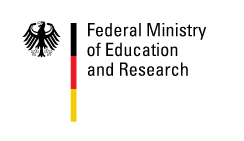 Federal Ministry
of Education
and Research